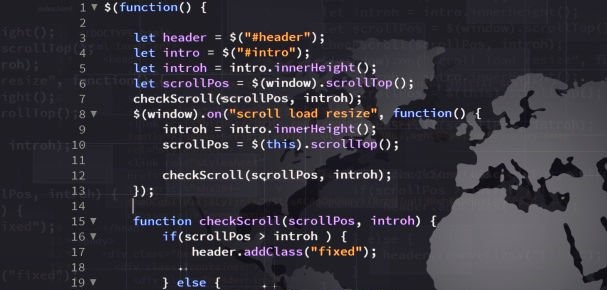 1 $(function() {
2
3 let header = $("#header");
4 let intro = $("#intro");
5 let introh = intro.innerHeight();
6 let scrollPos = $(window).scrollTop();
7 checkScroll(scrollPos, introh);
8 $(window).on("scroll load resize", function() {
9 introh = intro.innerHeight();
10 scrollPos = $(this).scrollTop();
11
12 checkScroll(scrollPos, introh);
13 });
14
15 function checkScroll(scrollPos, introh) {
16 if(scrollPos > introh ) {
17 header.addClass("fixed");
18
19 } else {